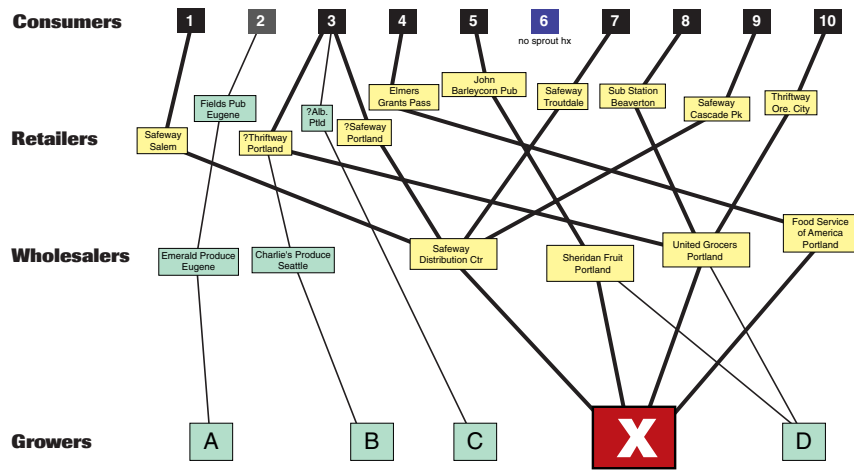 Consumers
1
2
3
4
5
6
7
8
9
10
no sprout hx
John
Barleycorn Pub
Elmers
Grants Pass
Safeway
Troutdale
Sub Station
Beaverton
Safeway
Cascade Pk
Thriftway
Ore. City
Fields Pub
Eugene
?Alb.
Ptld
Retailers
Safeway
Salem
?Thriftway
Portland
?Safeway
Portland
Wholesalers
Emerald Produce
Eugene
Charlie's Produce
Seattle
Safeway
Distribution Ctr
Sheridan Fruit
Portland
United Grocers
Portland
Food Service
of America
Portland
Growers
A
B
C
X
D